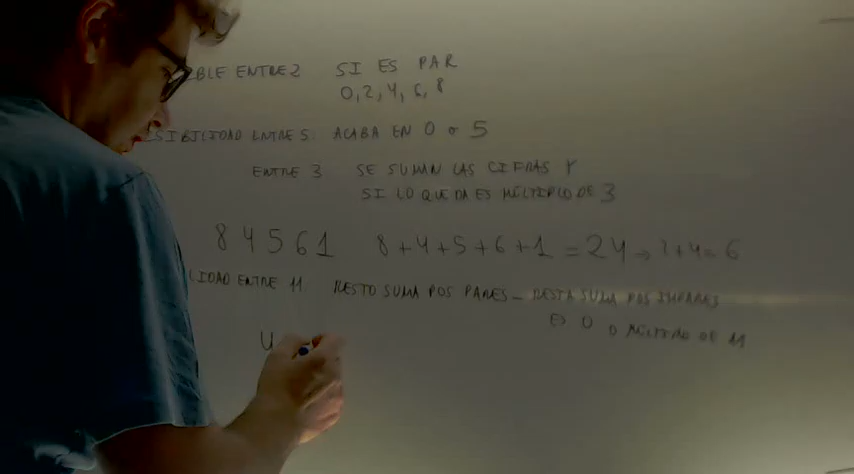 BLE ENTRE 2 SI ES PAR
0, 2, 4, 6, 8
SIBILIDAD ENTRE 5: ACABA EN 0 o 5
ENTRE 3 SE SUMAN LAS CIFRAS Y
SI LO QUE DA ES MÚLTIPLO DE 3
8 4 5 6 1 8+4+5+6+1 = 24 → 2+4= 6
LIDAD ENTRE 11 RESTO SUMA POS PARES - RESTA SUMA POS IMPARES
ES 0 O MÚLTIPLO DE 11